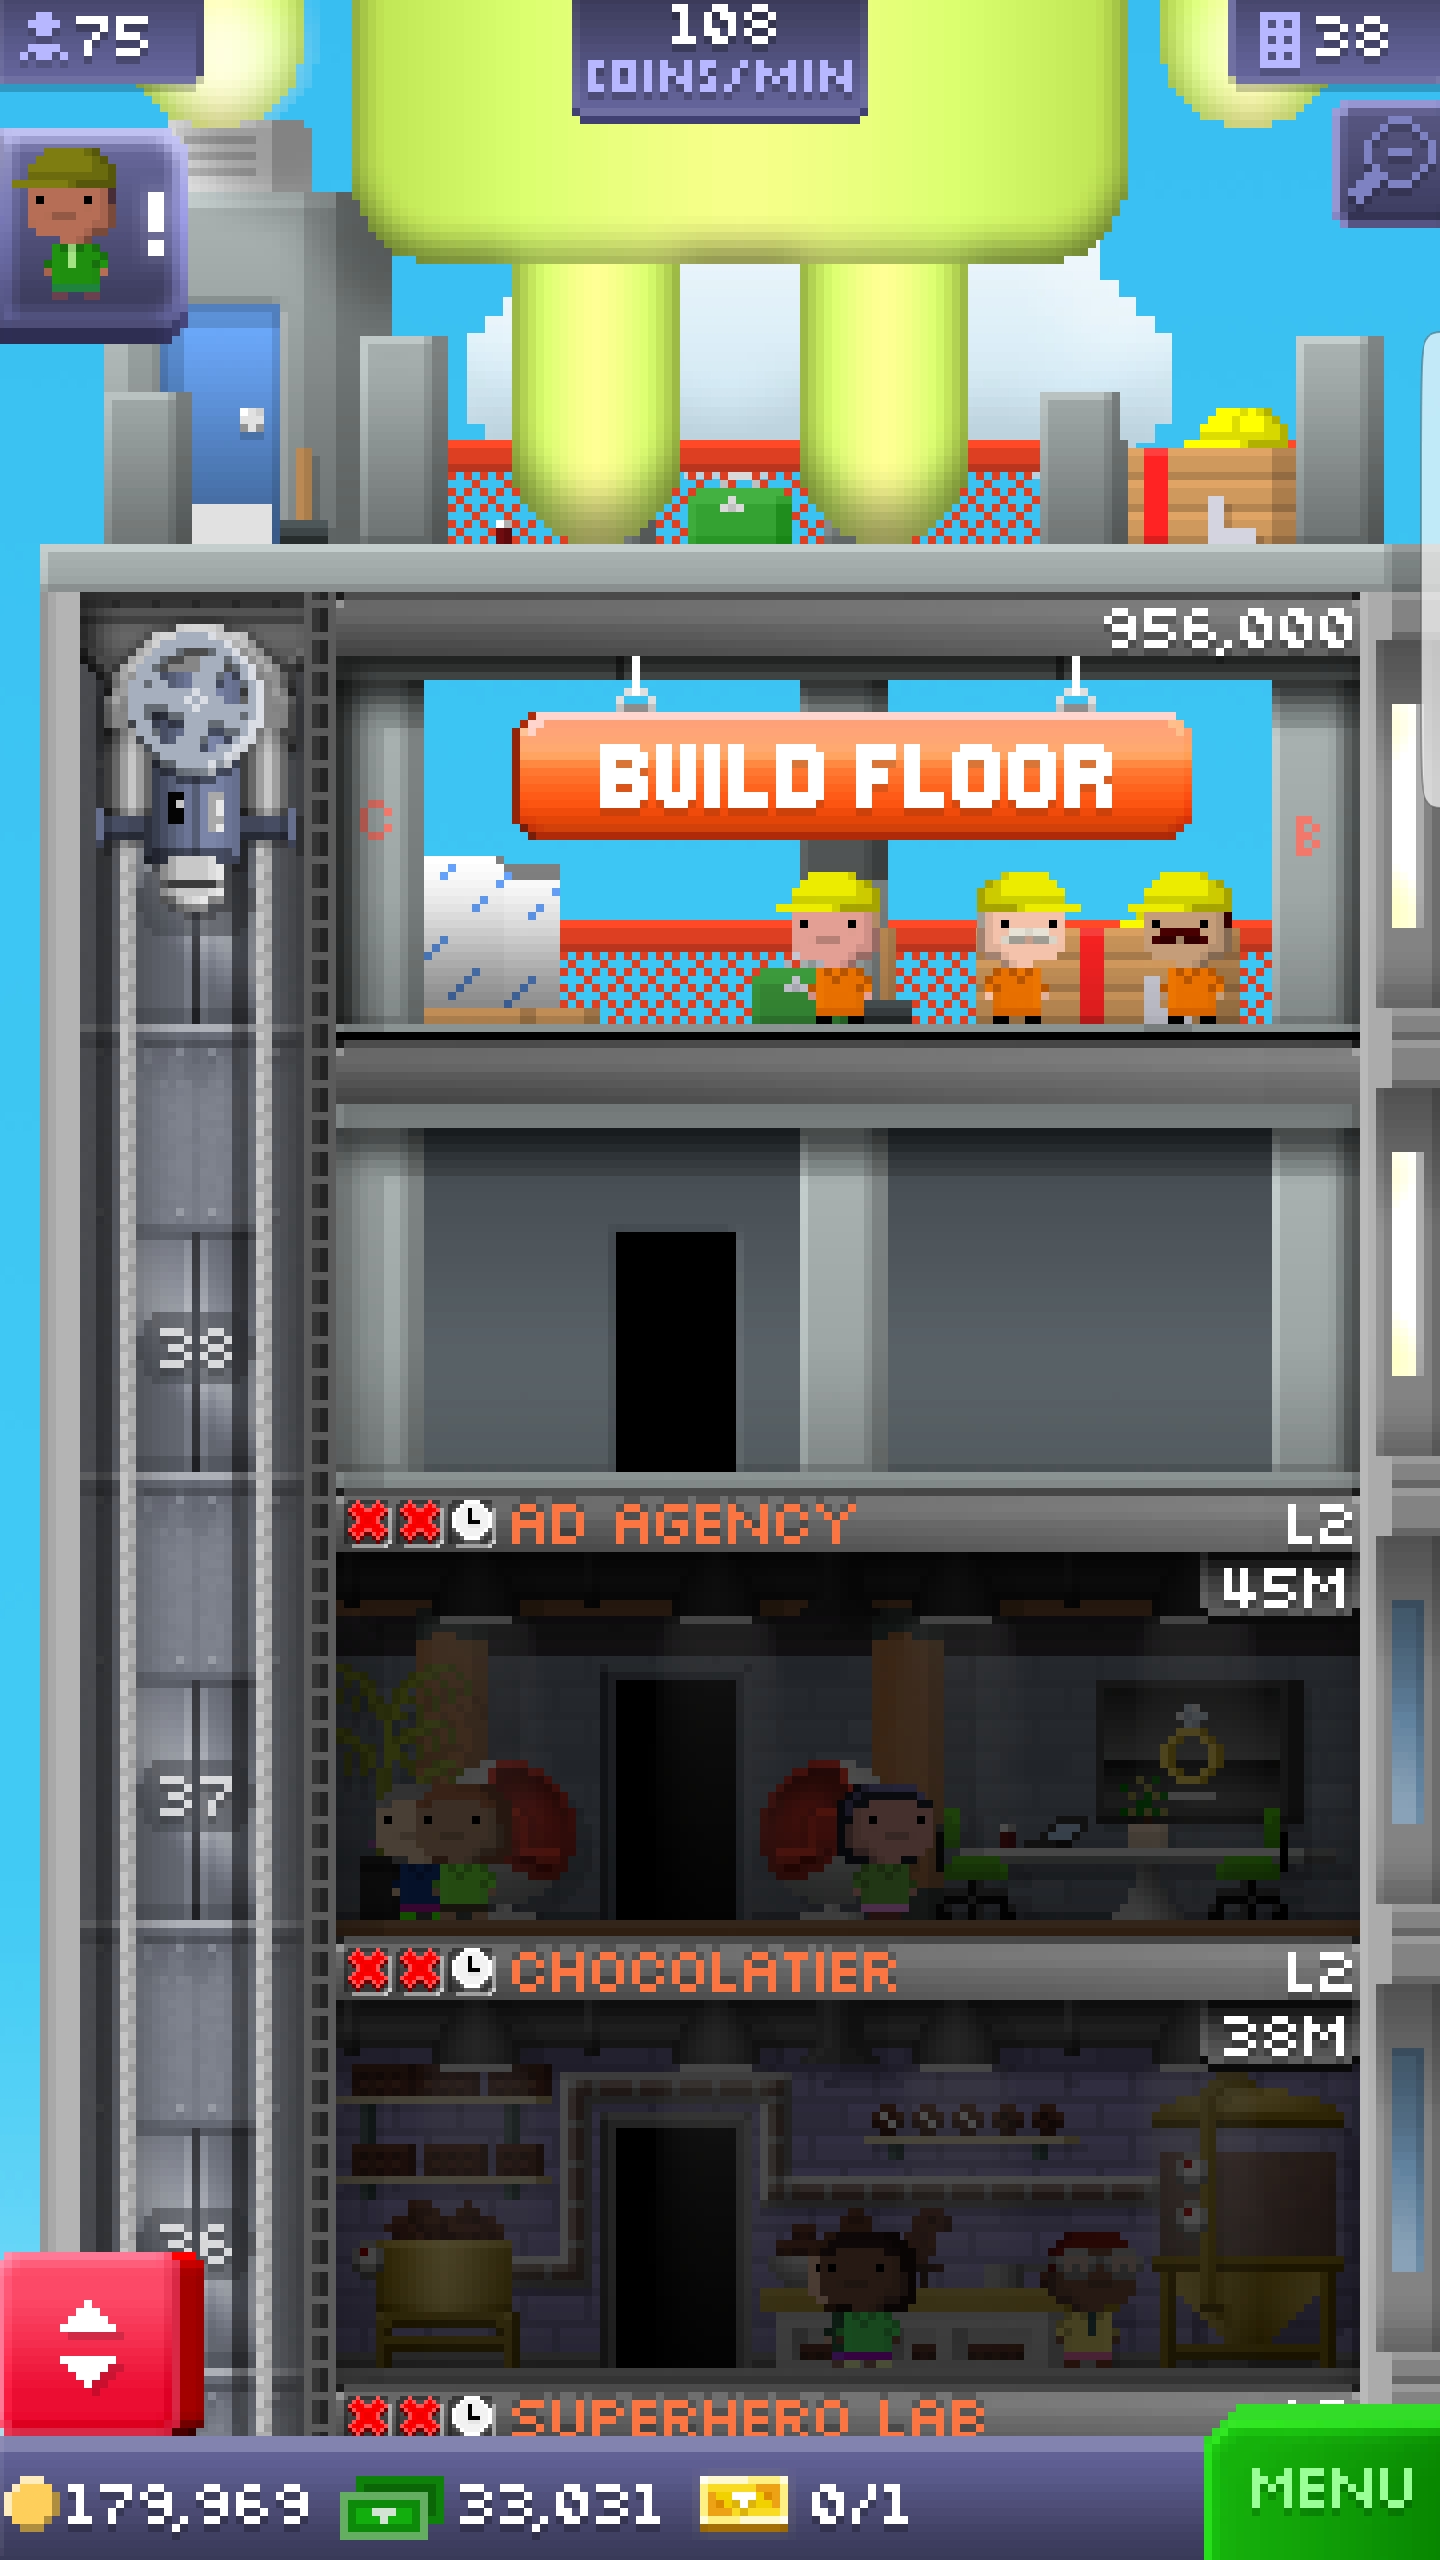 75
108
COINS/MIN
38
!
956,000
BUILD FLOOR
C
B
38
AD AGENCY L2
45M
37
CHOCOLATIER L2
38M
36
SUPERHERO LAB
179,969 33,031 0/1
MENU